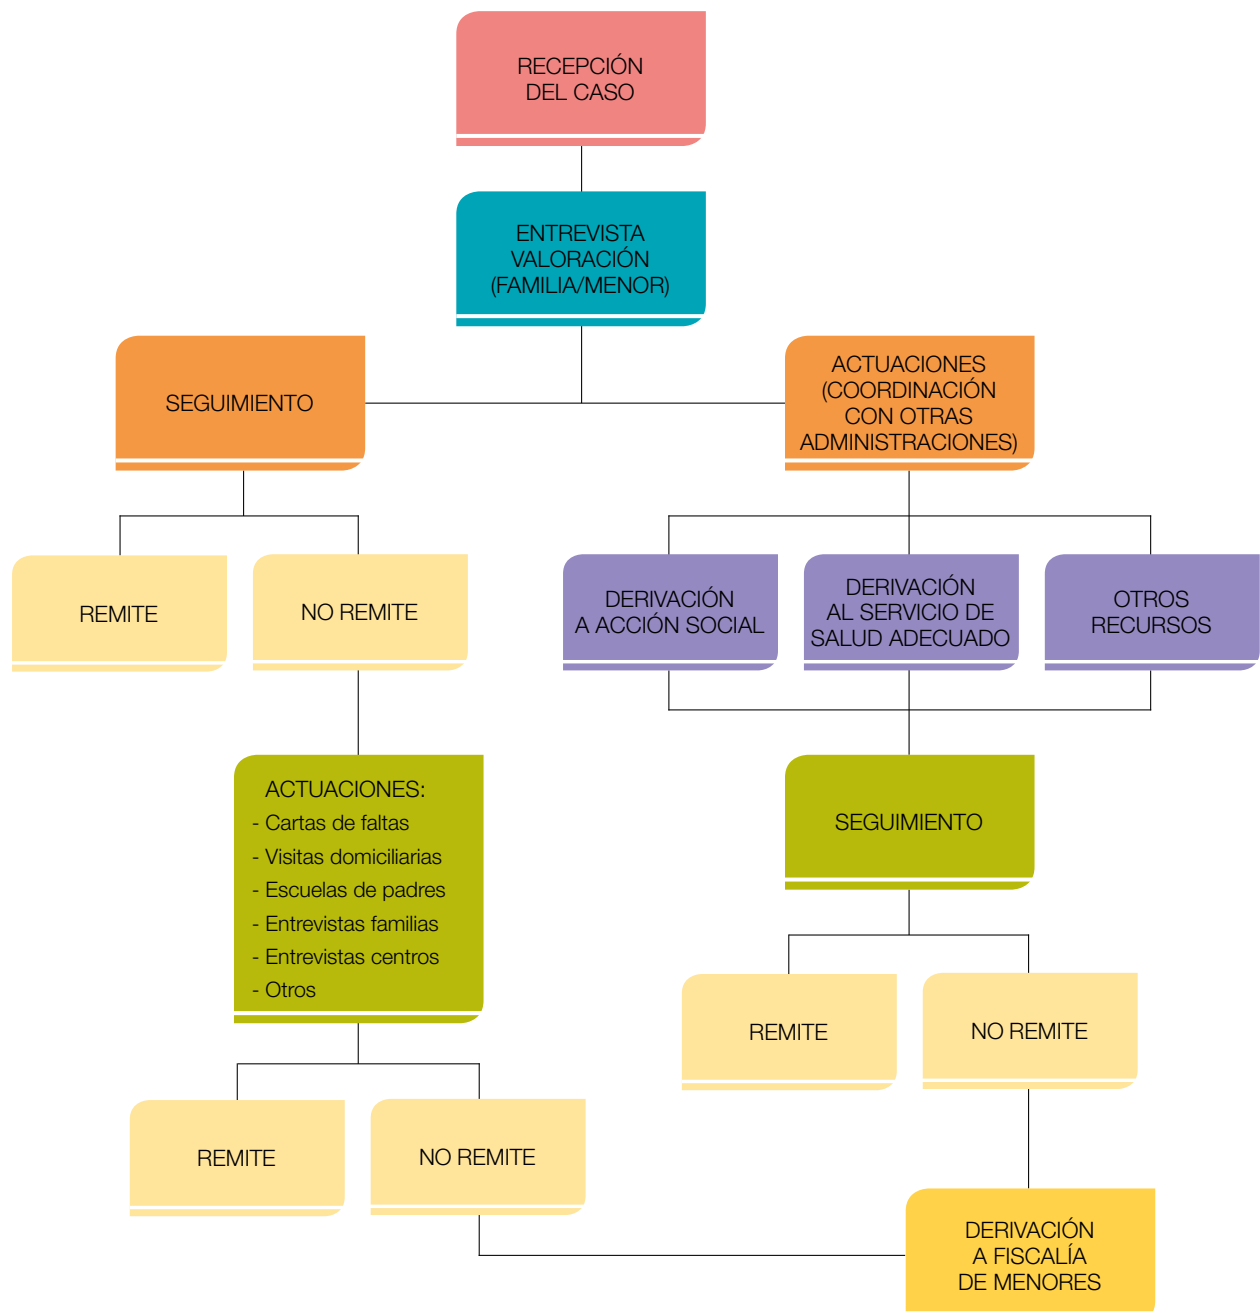 RECEPCIÓN
DEL CASO
ENTREVISTA
VALORACIÓN
(FAMILIA/MENOR)
SEGUIMIENTO
ACTUACIONES
(COORDINACIÓN
CON OTRAS
ADMINISTRACIONES)
REMITE
NO REMITE
DERIVACIÓN
A ACCIÓN SOCIAL
DERIVACIÓN
AL SERVICIO DE
SALUD ADECUADO
OTROS
RECURSOS
ACTUACIONES:
- Cartas de faltas
- Visitas domiciliarias
- Escuelas de padres
- Entrevistas familias
- Entrevistas centros
- Otros
SEGUIMIENTO
REMITE
NO REMITE
REMITE
NO REMITE
DERIVACIÓN
A FISCALÍA
DE MENORES